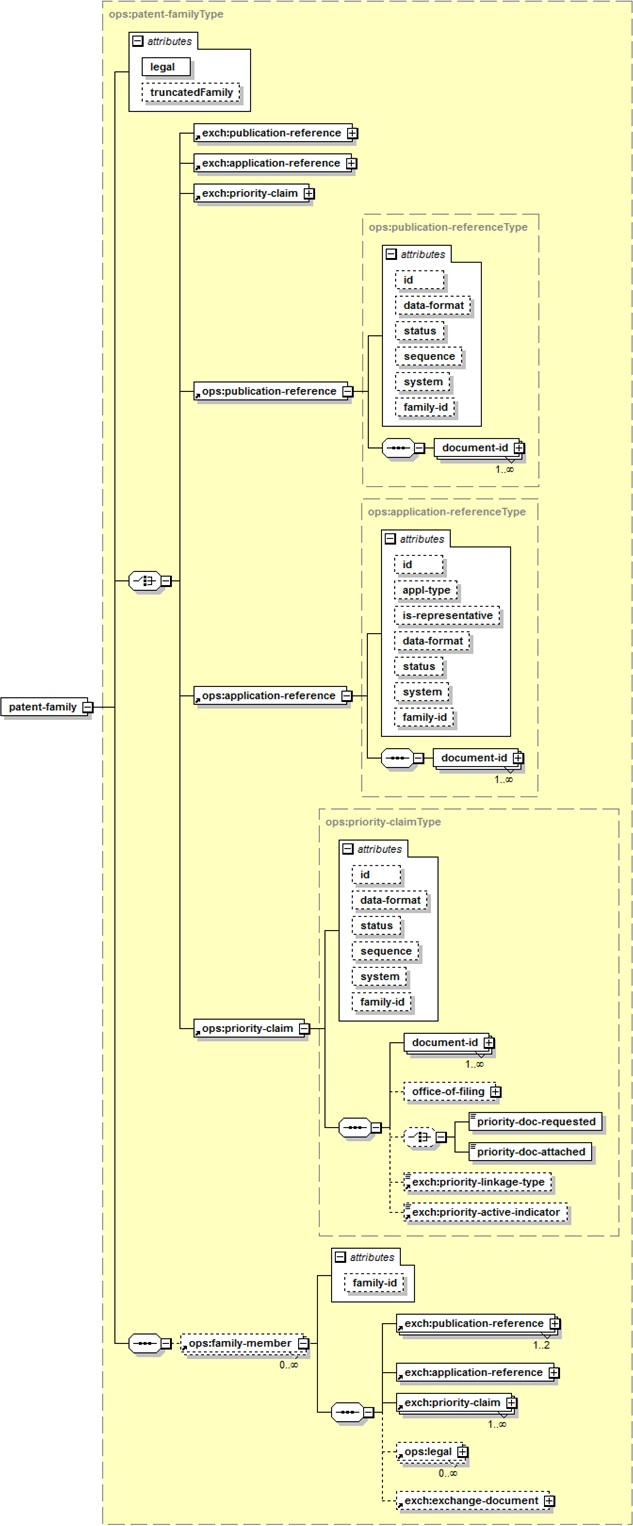 ops:patent-familyType
attributes
legal
truncatedFamily
exch:publication-reference
exch:application-reference
exch:priority-claim
ops:publication-referenceType
attributes
id
data-format
status
sequence
system
family-id
ops:publication-reference
document-id
1..∞
ops:application-referenceType
attributes
id
appl-type
is-representative
data-format
status
system
family-id
ops:application-reference
patent-family
document-id
1..∞
ops:priority-claimType
attributes
id
data-format
status
sequence
system
family-id
ops:priority-claim
document-id
1..∞
office-of-filing
priority-doc-requested
priority-doc-attached
exch:priority-linkage-type
exch:priority-active-indicator
attributes
family-id
ops:family-member
0..∞
exch:publication-reference
1..2
exch:application-reference
exch:priority-claim
1..∞
ops:legal
0..∞
exch:exchange-document